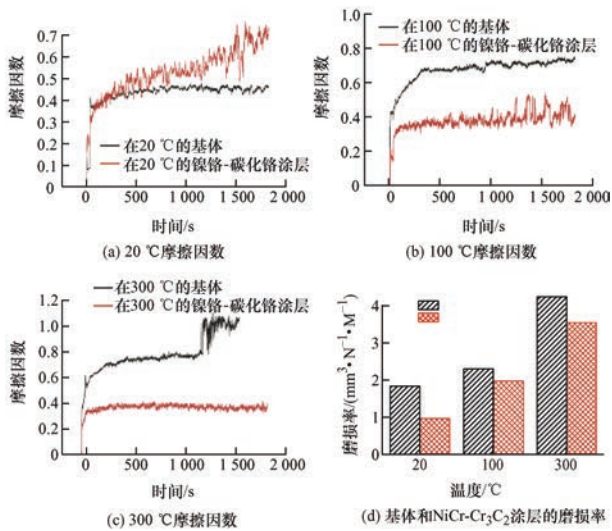 摩擦因数
0.7
0.6
0.5
0.4
0.3
0.2
0.1
0
在20 ℃的基体
在20 ℃的镍铬-碳化铬涂层
0 500 1 000 1 500 2 000
时间/s
(a) 20 ℃摩擦因数
摩擦因数
1.0
0.8
0.6
0.4
0.2
0
在100 ℃的基体
在100 ℃的镍铬-碳化铬涂层
0 500 1 000 1 500 2 000
时间/s
(b) 100 ℃摩擦因数
摩擦因数
1.2
1.0
0.8
0.6
0.4
0.2
0
在300 ℃的基体
在300 ℃的镍铬-碳化铬涂层
0 500 1 000 1 500 2 000
时间/s
(c) 300 ℃摩擦因数
磨损率/(mm³•N⁻¹•M⁻¹)
4
3
2
1
0
20 100 300
温度/℃
(d) 基体和NiCr-Cr₃C₂涂层的磨损率